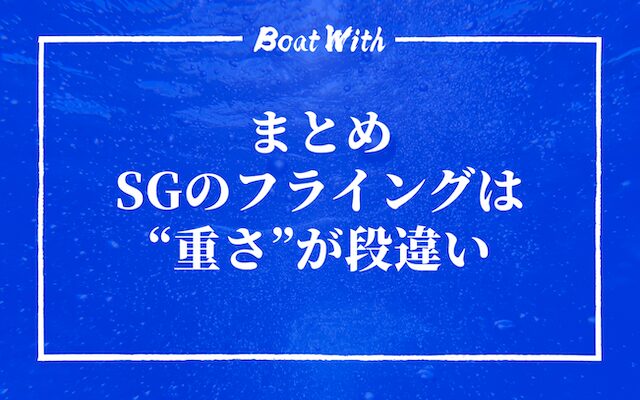 Boat With
まとめ
SGのフライングは
“重さ”が段違い